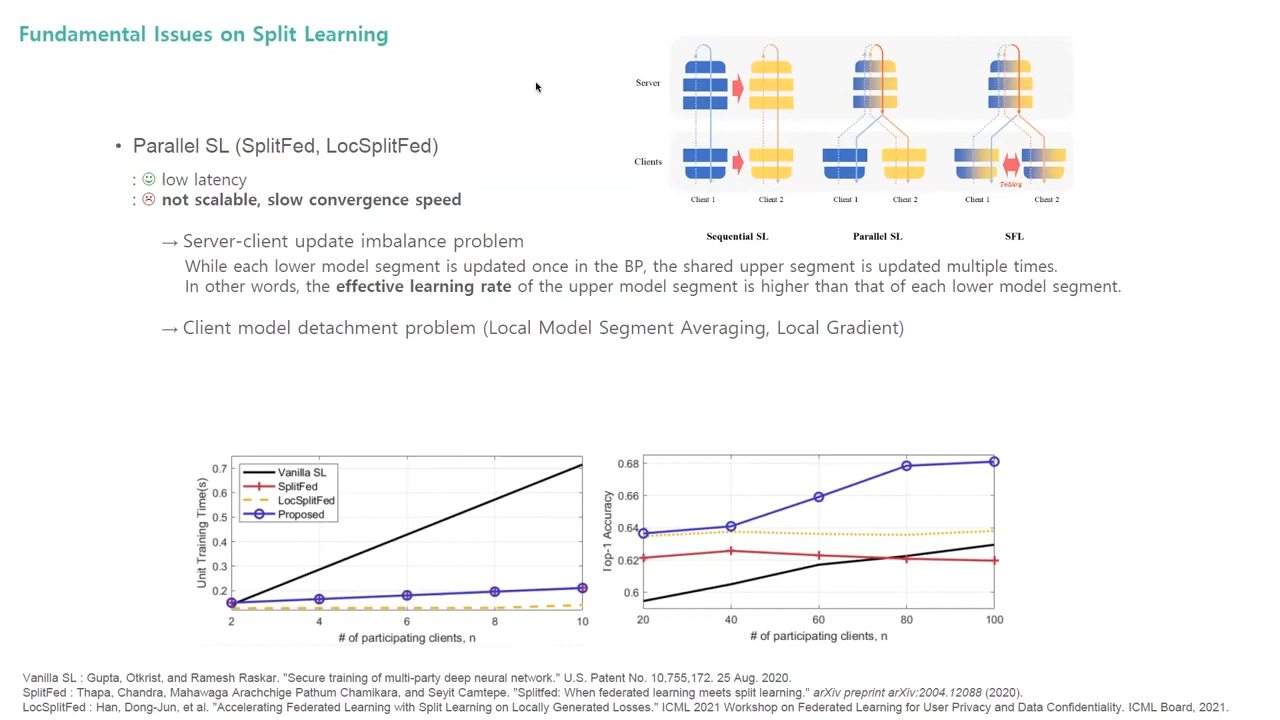 Fundamental Issues on Split Learning
Server
Clients
FedAvg
Client 1
Client 2
Client 1
Client 2
Client 1
Client 2
Sequential SL
Parallel SL
SFL
• Parallel SL (SplitFed, LocSplitFed)
: ☺ low latency
: ☹ not scalable, slow convergence speed
→ Server-client update imbalance problem
While each lower model segment is updated once in the BP, the shared upper segment is updated multiple times.
In other words, the effective learning rate of the upper model segment is higher than that of each lower model segment.
→ Client model detachment problem (Local Model Segment Averaging, Local Gradient)
Unit Training Time(s)
0.7
0.6
0.5
0.4
0.3
0.2
Vanilla SL
SplitFed
LocSplitFed
Proposed
2 4 6 8 10
# of participating clients, n
Top-1 Accuracy
0.68
0.66
0.64
0.62
0.6
20 40 60 80 100
# of participating clients, n
Vanilla SL : Gupta, Otkrist, and Ramesh Raskar. "Secure training of multi-party deep neural network." U.S. Patent No. 10,755,172. 25 Aug. 2020.
SplitFed : Thapa, Chandra, Mahawaga Arachchige Pathum Chamikara, and Seyit Camtepe. "Splitfed: When federated learning meets split learning." arXiv preprint arXiv:2004.12088 (2020).
LocSplitFed : Han, Dong-Jun, et al. "Accelerating Federated Learning with Split Learning on Locally Generated Losses." ICML 2021 Workshop on Federated Learning for User Privacy and Data Confidentiality. ICML Board, 2021.